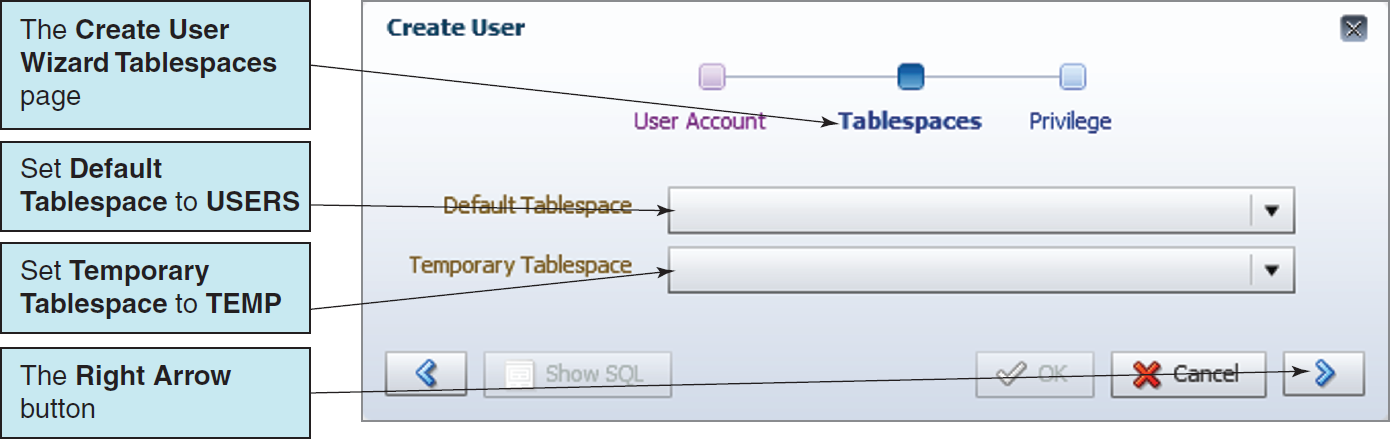 The Create User
Wizard Tablespaces
page
Set Default
Tablespace to USERS
Set Temporary
Tablespace to TEMP
The Right Arrow
button
Create User
User Account
Tablespaces
Privilege
Default Tablespace
Temporary Tablespace
Show SQL
OK
Cancel